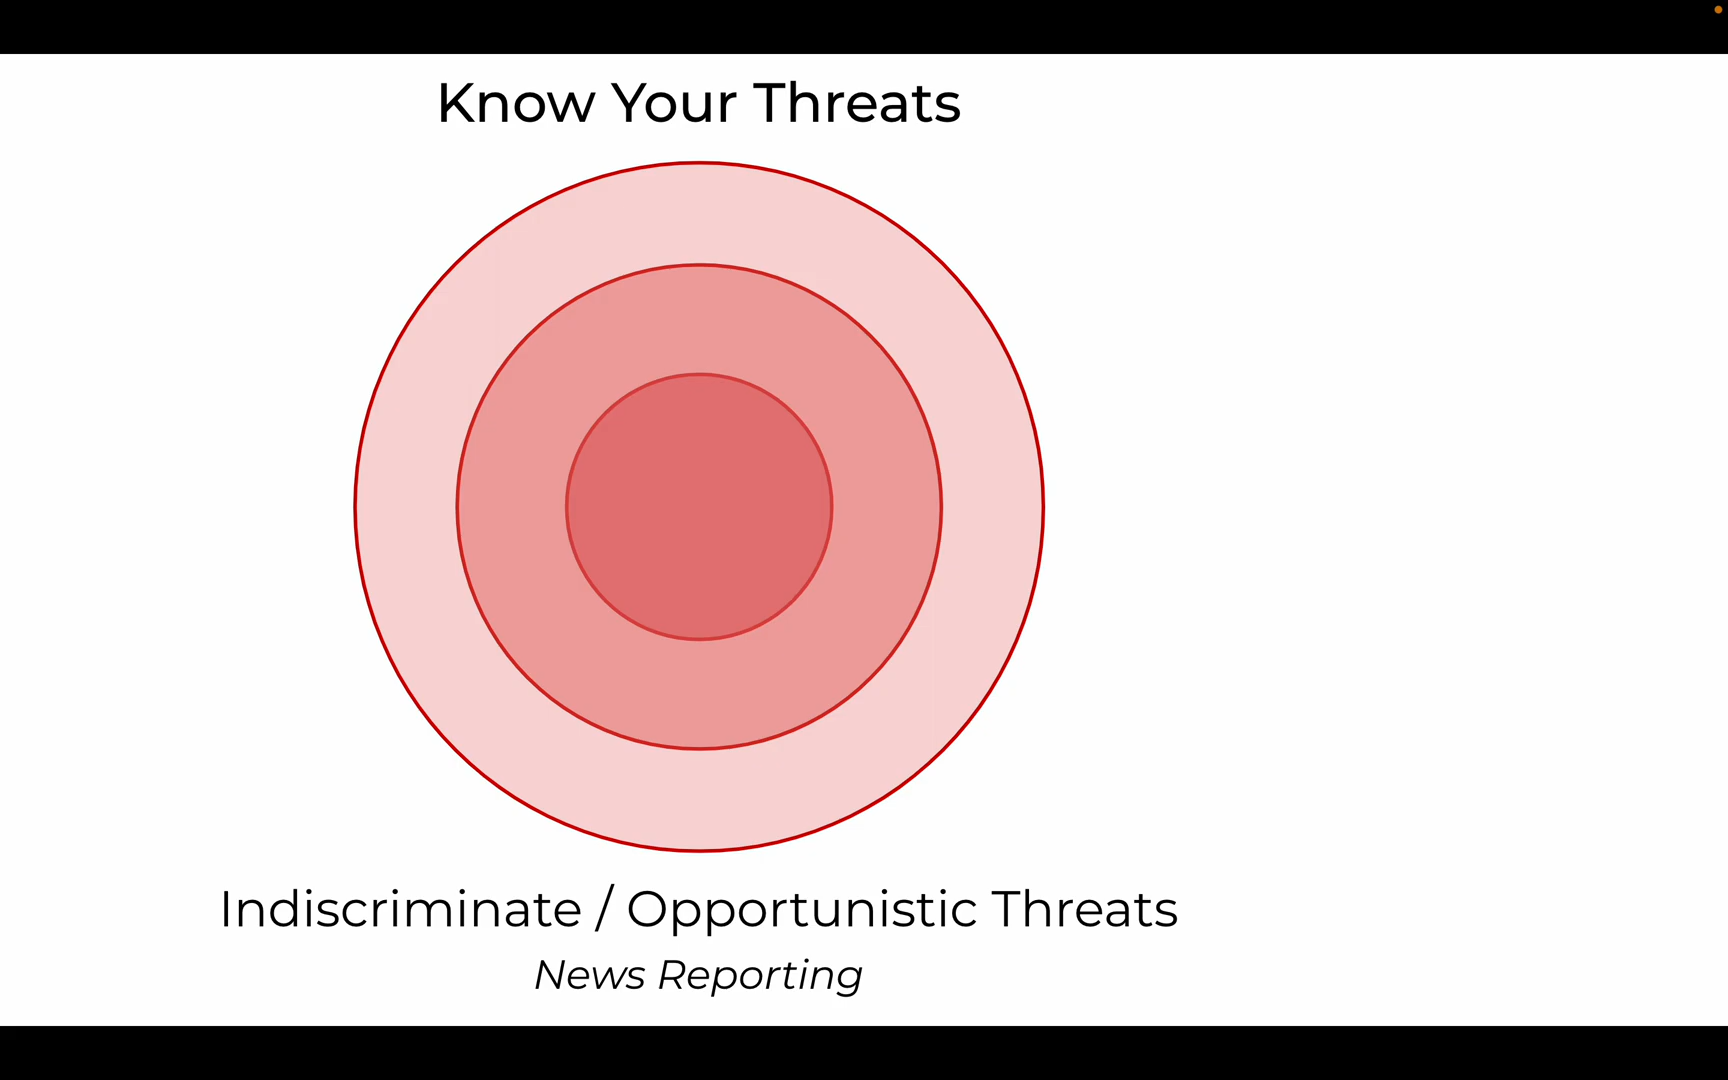 Know Your Threats
Indiscriminate / Opportunistic Threats
News Reporting